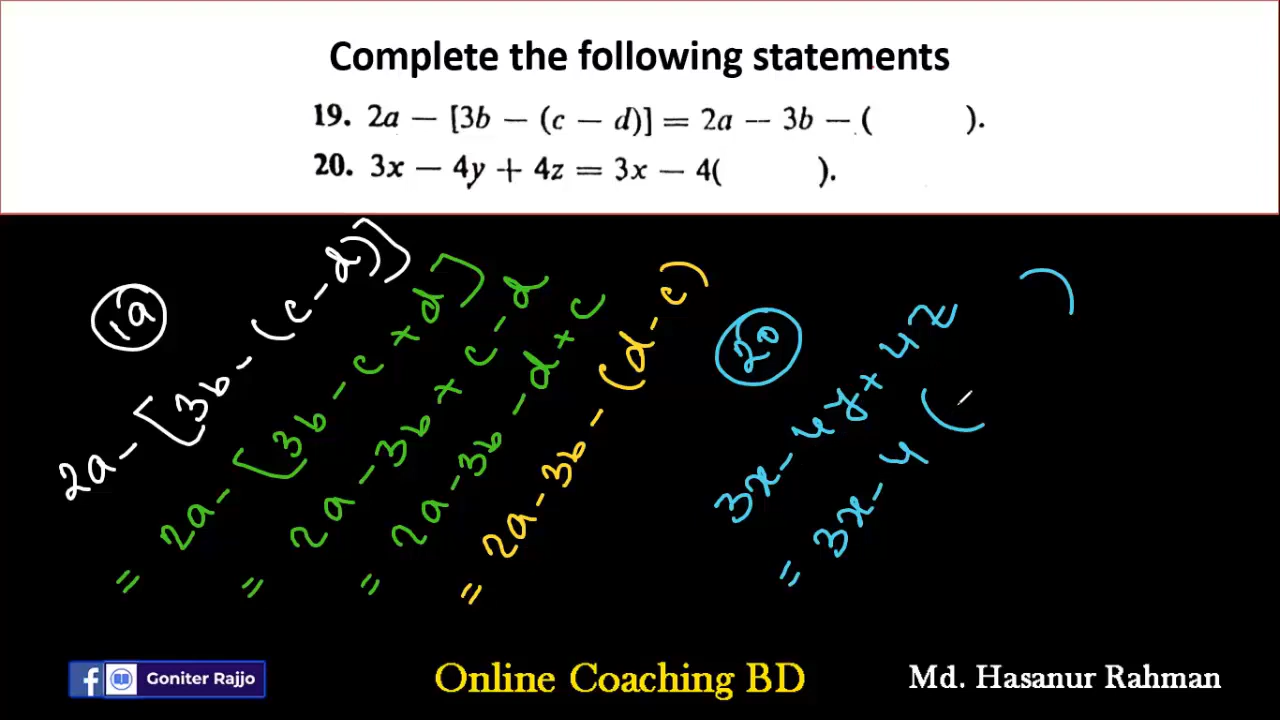 Complete the following statements
19. 2a − [3b − (c − d)] = 2a − 3b − (          ).
20. 3x − 4y + 4z = 3x − 4(          ).
19
2a - [3b - (c - d)]
= 2a - [3b - c + d]
= 2a - 3b + c - d
= 2a - 3b - d + c
= 2a - 3b - (d - c)
20
3x - 4y + 4z
= 3x - 4(          )
f Goniter Rajjo
Online Coaching BD
Md. Hasanur Rahman